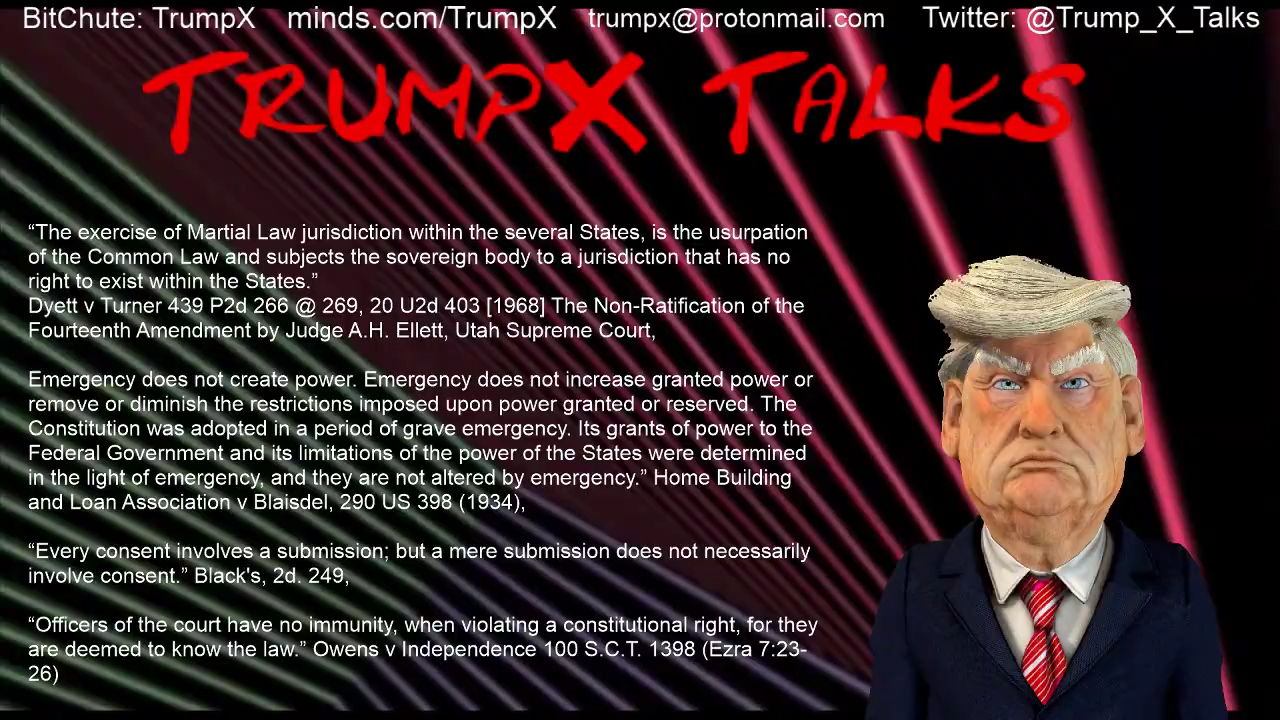 BitChute: TrumpX minds.com/TrumpX trumpx@protonmail.com Twitter: @Trump_X_Talks
TRUMPX TALKS
“The exercise of Martial Law jurisdiction within the several States, is the usurpation
of the Common Law and subjects the sovereign body to a jurisdiction that has no
right to exist within the States.”
Dyett v Turner 439 P2d 266 @ 269, 20 U2d 403 [1968] The Non-Ratification of the
Fourteenth Amendment by Judge A.H. Ellett, Utah Supreme Court,
Emergency does not create power. Emergency does not increase granted power or
remove or diminish the restrictions imposed upon power granted or reserved. The
Constitution was adopted in a period of grave emergency. Its grants of power to the
Federal Government and its limitations of the power of the States were determined
in the light of emergency, and they are not altered by emergency.” Home Building
and Loan Association v Blaisdel, 290 US 398 (1934),
“Every consent involves a submission; but a mere submission does not necessarily
involve consent.” Black's, 2d. 249,
“Officers of the court have no immunity, when violating a constitutional right, for they
are deemed to know the law.” Owens v Independence 100 S.C.T. 1398 (Ezra 7:23-
26)